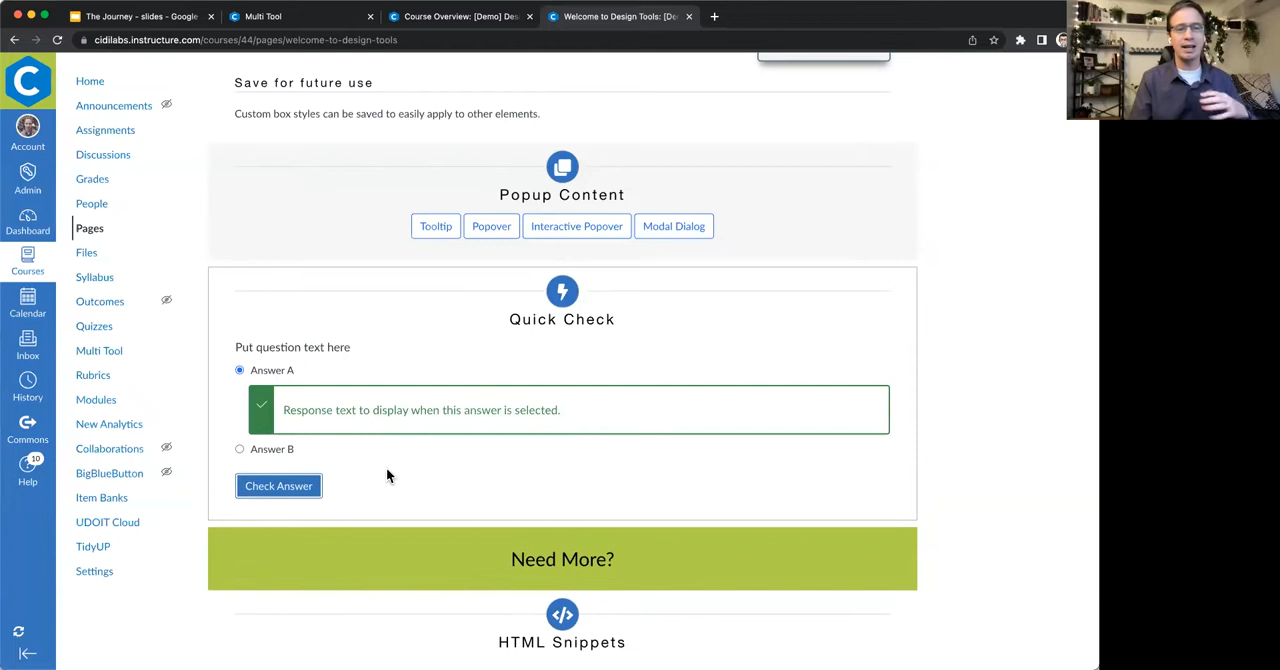 The Journey - slides - Google
Multi Tool
Course Overview: [Demo] Des
Welcome to Design Tools: [De
cidilabs.instructure.com/courses/44/pages/welcome-to-design-tools
Account
Admin
Dashboard
Courses
Calendar
Inbox
History
Commons
10
Help
Home
Announcements
Assignments
Discussions
Grades
People
Pages
Files
Syllabus
Outcomes
Quizzes
Multi Tool
Rubrics
Modules
New Analytics
Collaborations
BigBlueButton
Item Banks
UDOIT Cloud
TidyUP
Settings
Save for future use
Custom box styles can be saved to easily apply to other elements.
Popup Content
Tooltip
Popover
Interactive Popover
Modal Dialog
Quick Check
Put question text here
Answer A
Response text to display when this answer is selected.
Answer B
Check Answer
Need More?
HTML Snippets